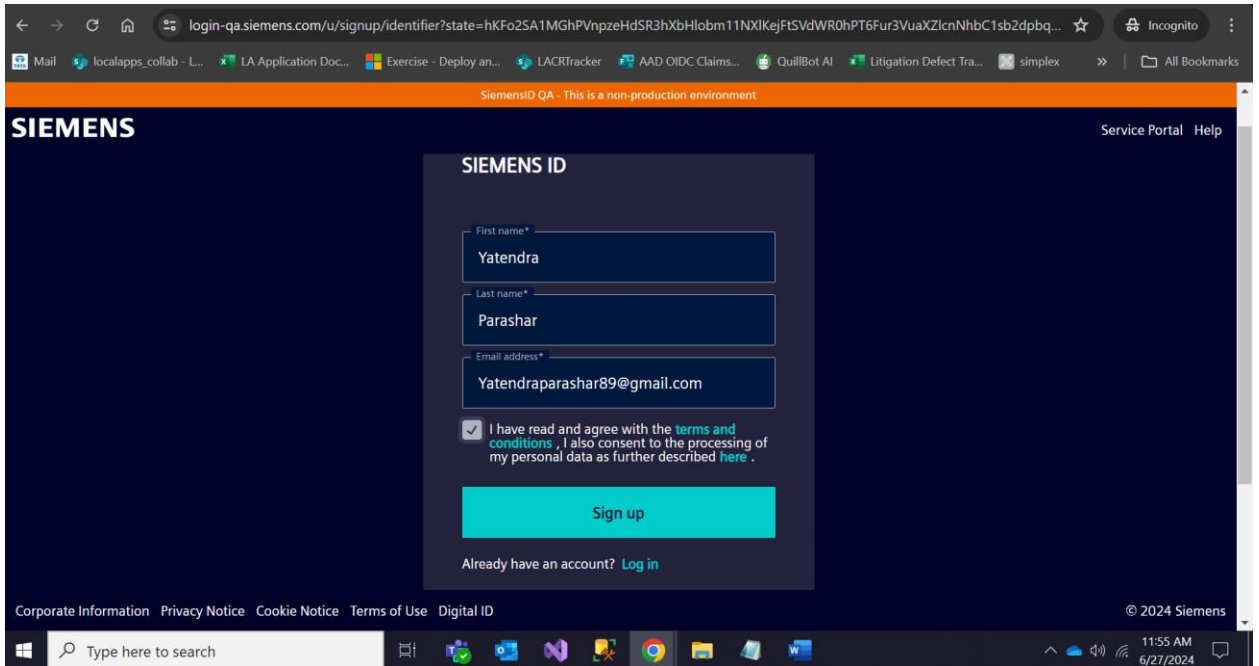 login-qa.siemens.com/u/signup/identifier?state=hKFo2SA1MGhPVnpzeHdSR3hXbHlobm11NXlKejFtSVdWR0hPT6Fur3VuaXZlcnNhbC1sb2dpbq... Incognito
Mail localapps_collab - L... LA Application Doc... Exercise - Deploy an... LACRTracker AAD OIDC Claims... QuillBot AI Litigation Defect Tra... simplex » All Bookmarks
SiemensID QA - This is a non-production environment
SIEMENS Service Portal Help
SIEMENS ID
First name*
Yatendra
Last name*
Parashar
Email address*
Yatendraparashar89@gmail.com
I have read and agree with the terms and
conditions , I also consent to the processing of
my personal data as further described here .
Sign up
Already have an account? Log in
Corporate Information Privacy Notice Cookie Notice Terms of Use Digital ID © 2024 Siemens
Type here to search 11:55 AM
6/27/2024